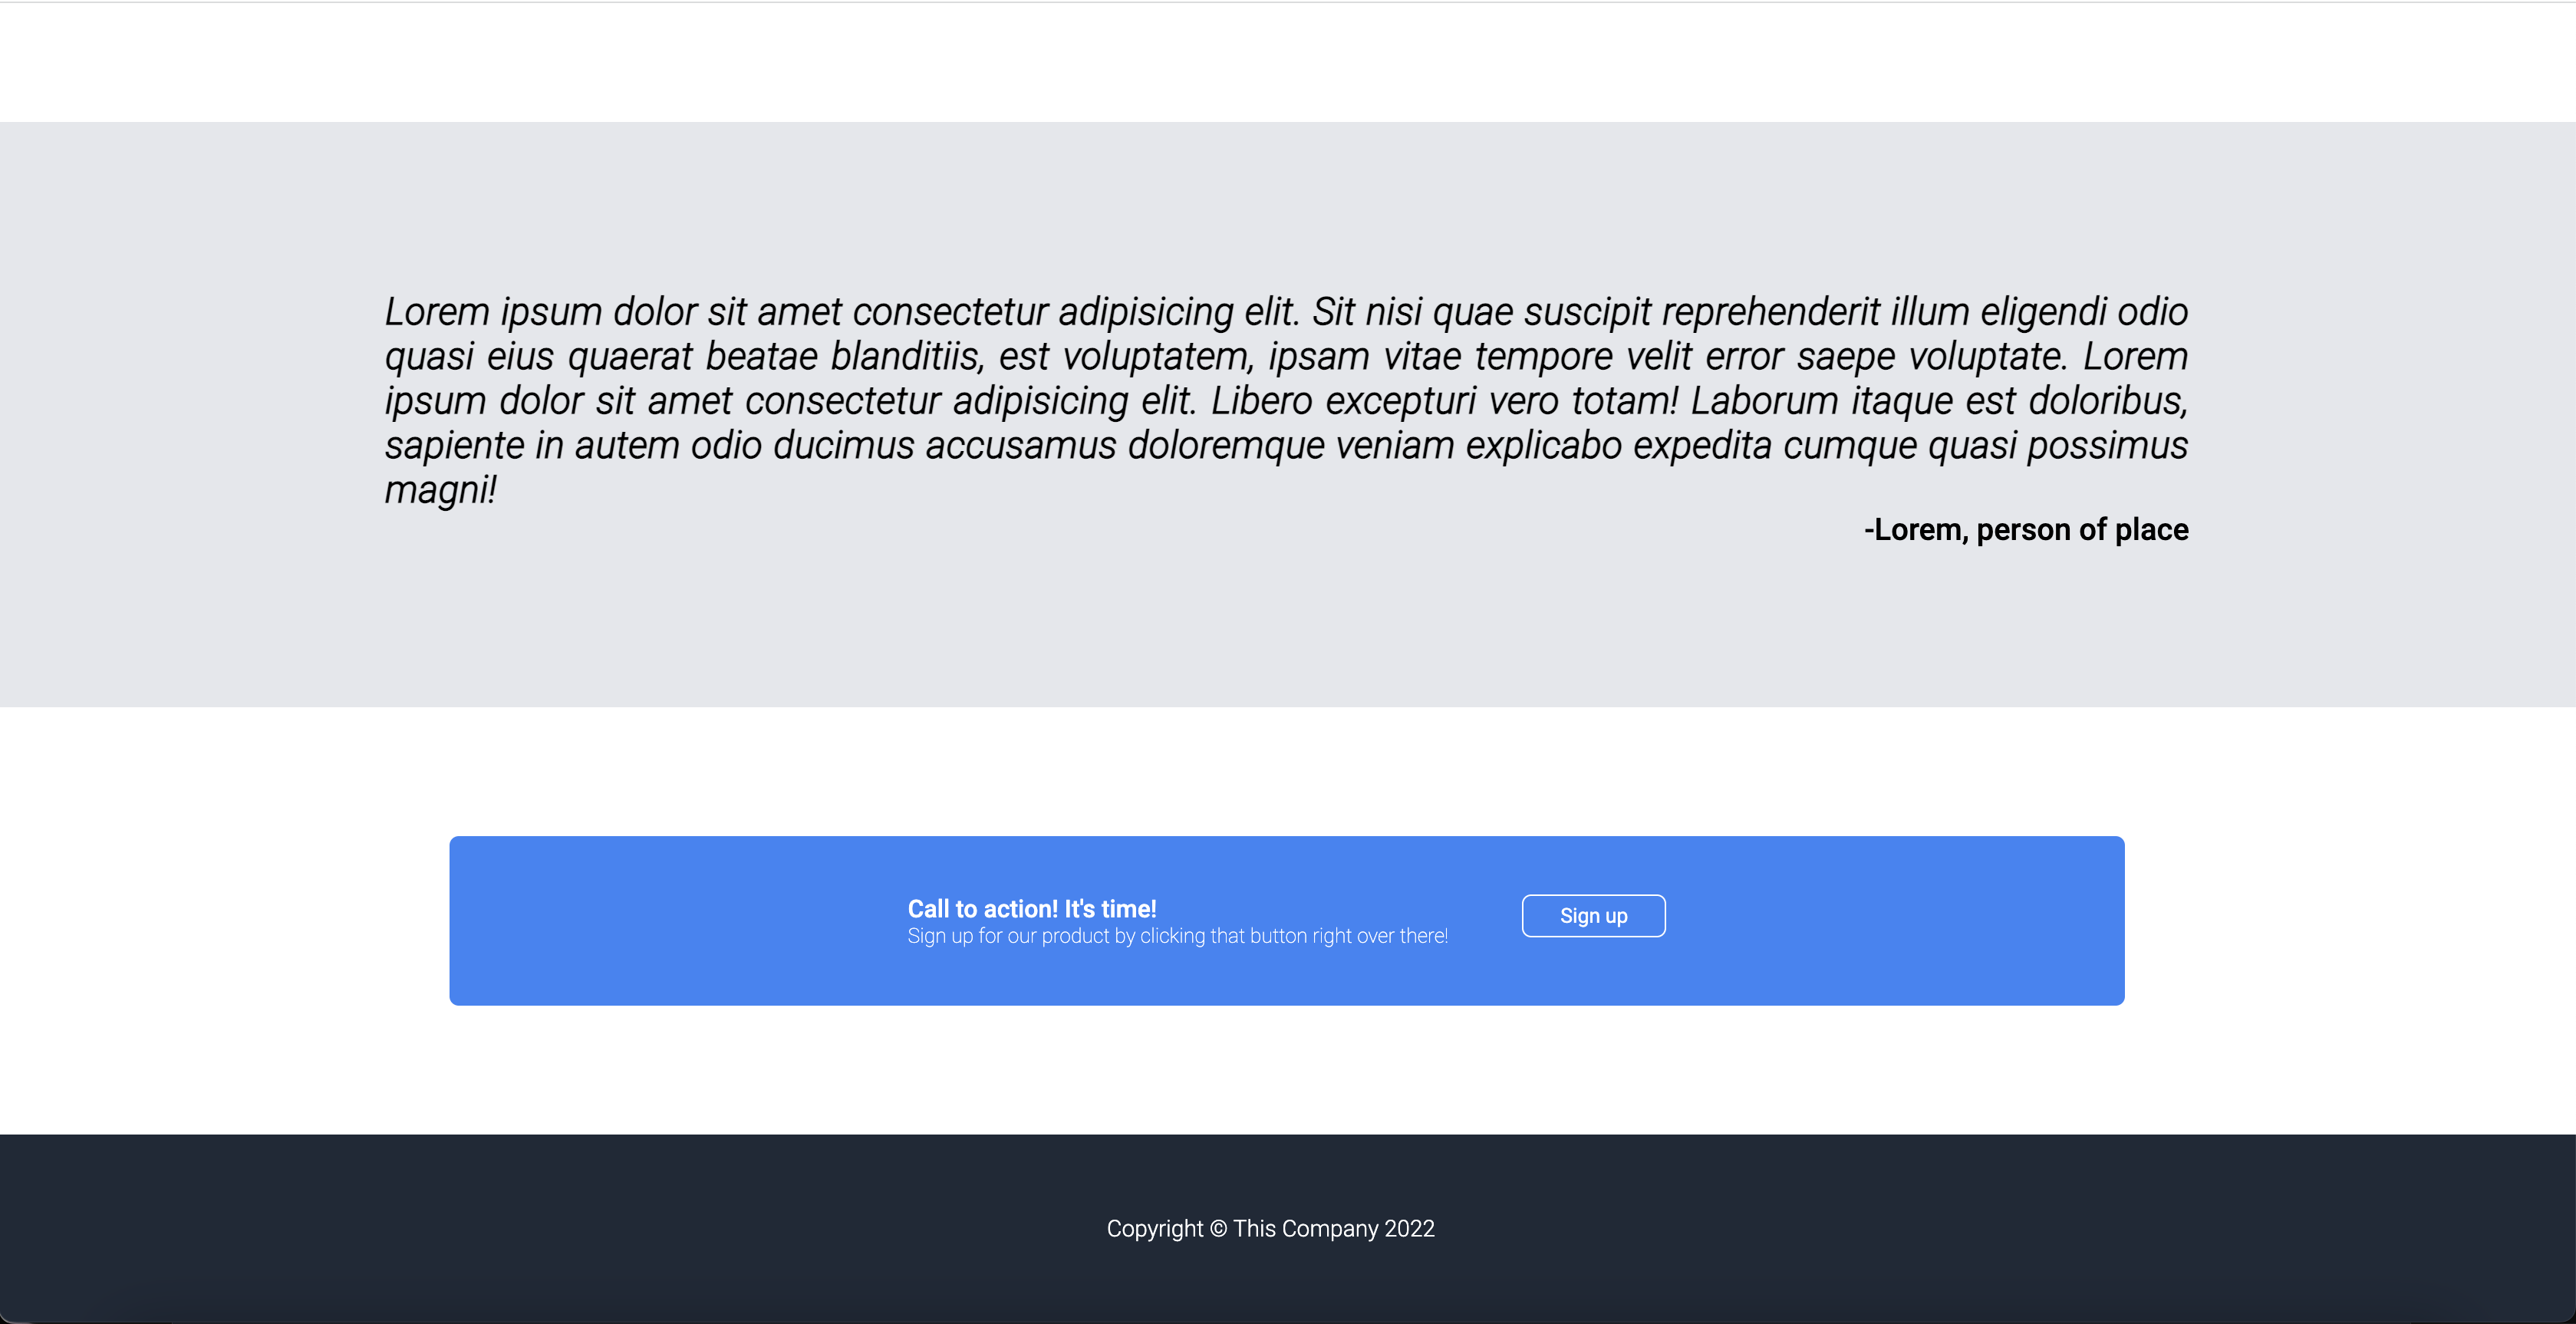 Lorem ipsum dolor sit amet consectetur adipisicing elit. Sit nisi quae suscipit reprehenderit illum eligendi odio
quasi eius quaerat beatae blanditiis, est voluptatem, ipsam vitae tempore velit error saepe voluptate. Lorem
ipsum dolor sit amet consectetur adipisicing elit. Libero excepturi vero totam! Laborum itaque est doloribus,
sapiente in autem odio ducimus accusamus doloremque veniam explicabo expedita cumque quasi possimus
magni!
-Lorem, person of place
Call to action! It's time!
Sign up for our product by clicking that button right over there!
Sign up
Copyright © This Company 2022